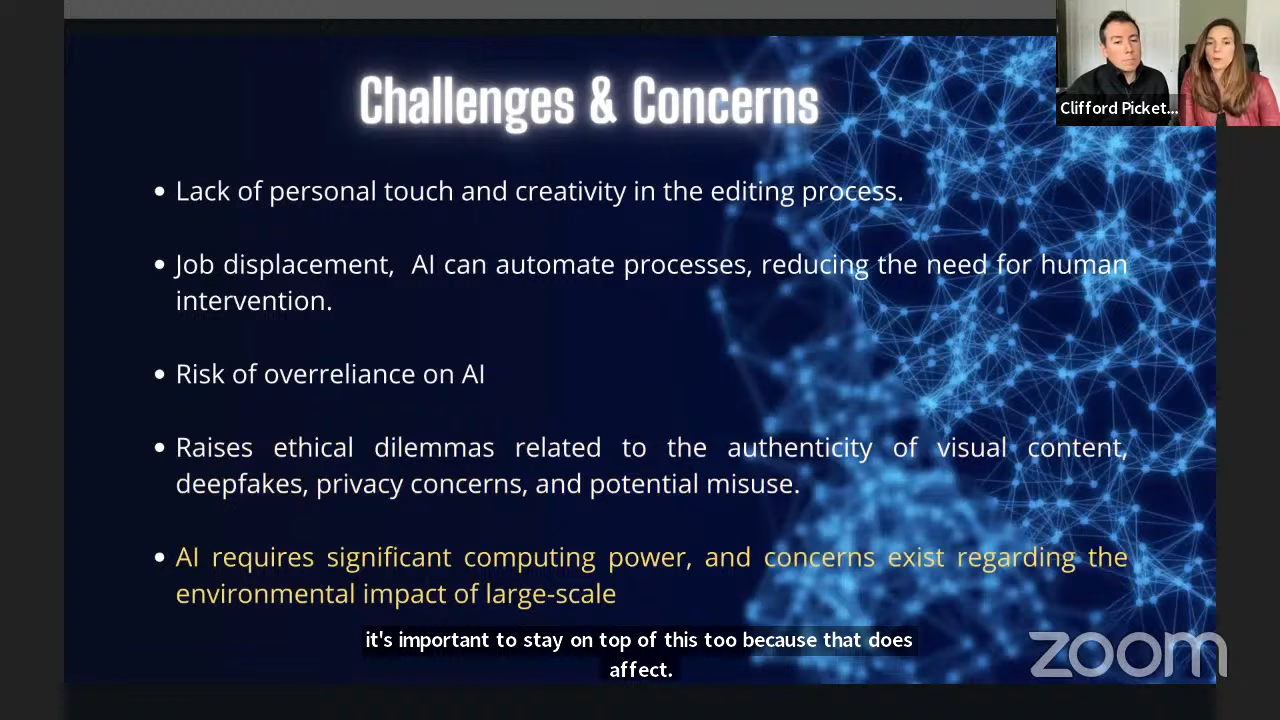 Challenges & Concerns
Clifford Picket...
• Lack of personal touch and creativity in the editing process.
• Job displacement,  AI can automate processes, reducing the need for human
intervention.
• Risk of overreliance on AI
• Raises ethical dilemmas related to the authenticity of visual content,
deepfakes, privacy concerns, and potential misuse.
• AI requires significant computing power, and concerns exist regarding the
environmental impact of large-scale
it's important to stay on top of this too because that does
affect.
zoom